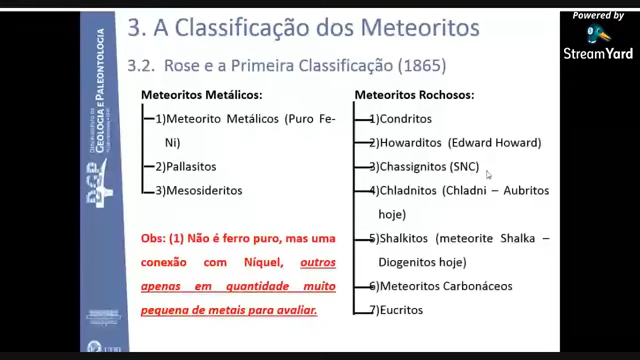 3. A Classificação dos Meteoritos
3.2. Rose e a Primeira Classificação (1865)
Meteoritos Metálicos:
1)Meteorito Metálicos (Puro Fe-
Ni)
2)Pallasitos
3)Mesosideritos
Obs: (1) Não é ferro puro, mas uma
conexão com Níquel, outros
apenas em quantidade muito
pequena de metais para avaliar.
Meteoritos Rochosos:
1)Condritos
2)Howarditos (Edward Howard)
3)Chassignitos (SNC)
4)Chladnitos (Chladni – Aubritos
hoje)
5)Shalkitos (meteorite Shalka –
Diogenitos hoje)
6)Meteoritos Carbonáceos
7)Eucritos
DGP
DEPARTAMENTO DE
GEOLOGIA E PALEONTOLOGIA
Powered by
StreamYard